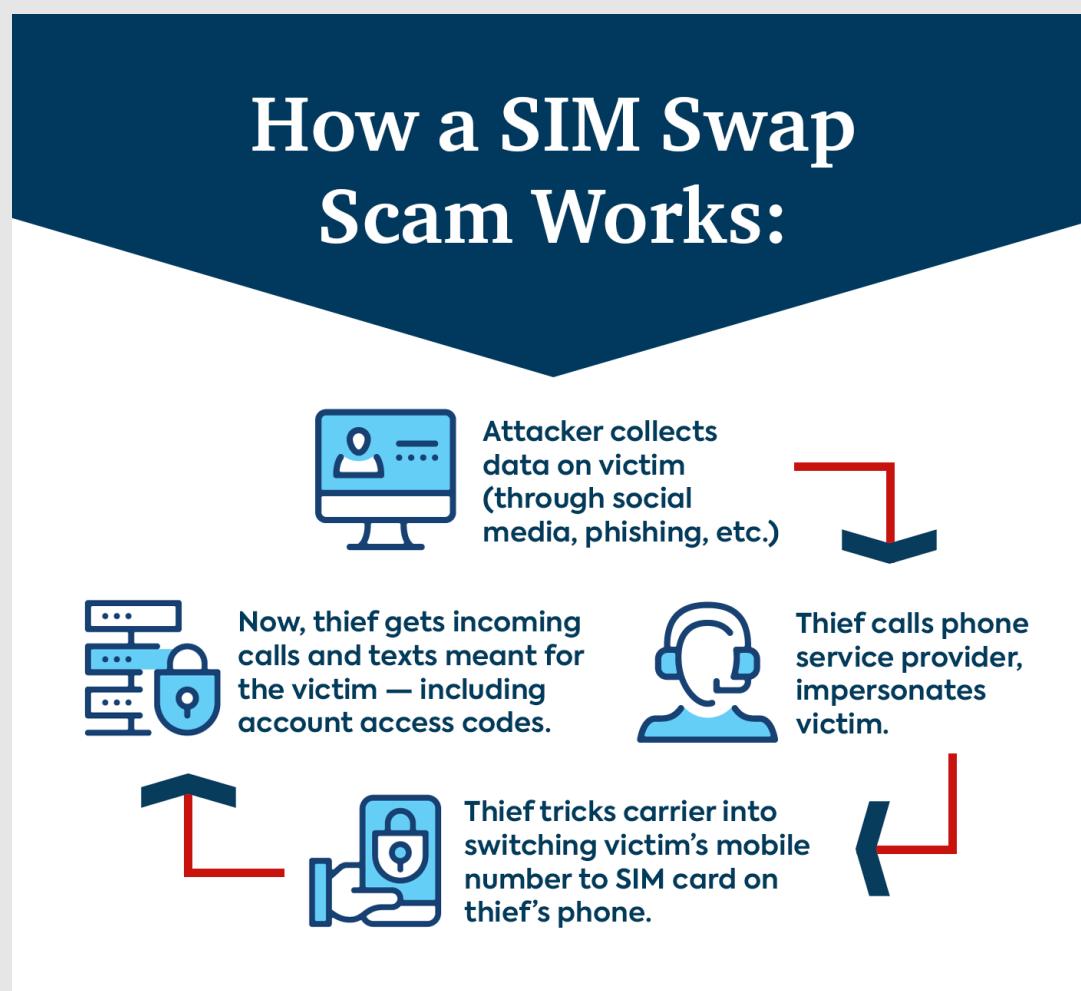 How a SIM Swap
Scam Works:
Attacker collects
data on victim
(through social
media, phishing, etc.)
Thief calls phone
service provider,
impersonates
victim.
Thief tricks carrier into
switching victim’s mobile
number to SIM card on
thief’s phone.
Now, thief gets incoming
calls and texts meant for
the victim — including
account access codes.